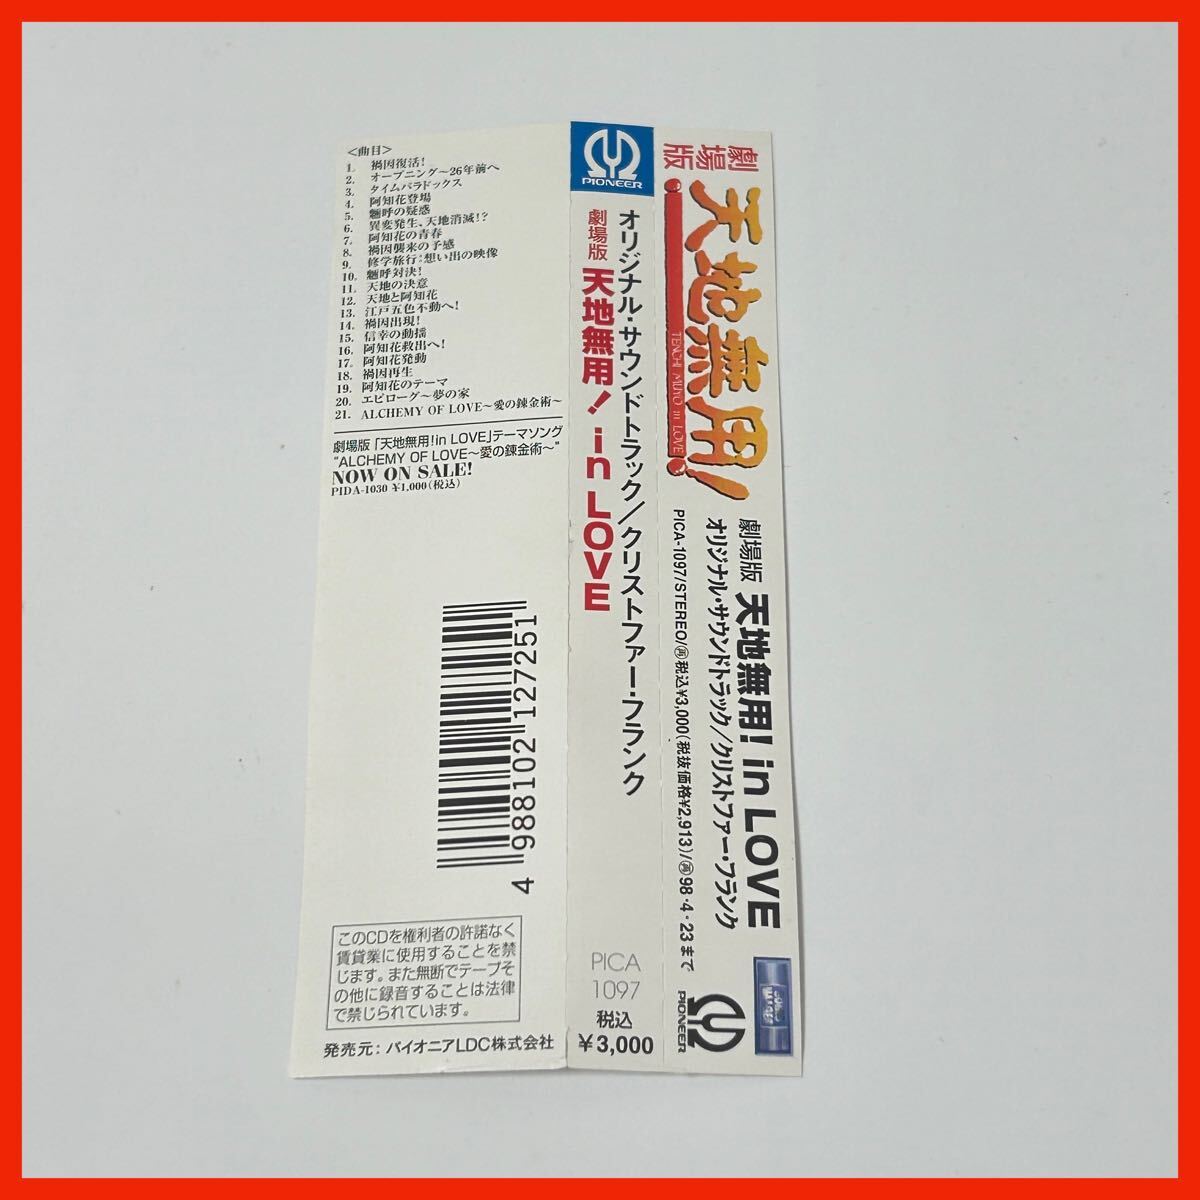 <曲目>
1. 禍因復活!
2. オープニング〜26年前へ
3. タイムパラドックス
4. 阿知花登場
5. 魎呼の疑惑
6. 異変発生、天地消滅!?
7. 阿知花の青春
8. 禍因襲来の予感
9. 修学旅行:想い出の映像
10. 魎呼対決!
11. 天地の決意
12. 天地と阿知花
13. 江戸五色不動へ!
14. 禍因出現!
15. 信幸の動揺
16. 阿知花救出へ!
17. 阿知花発動
18. 禍因再生
19. 阿知花のテーマ
20. エピローグ〜夢の家
21. ALCHEMY OF LOVE〜愛の錬金術〜
劇場版「天地無用!in LOVE」テーマソング
"ALCHEMY OF LOVE〜愛の錬金術〜"
NOW ON SALE!
PIDA-1030 ¥1,000(税込)
4 988102 127251
このCDを権利者の許諾なく
賃貸業に使用することを禁
じます。また無断でテープそ
の他に録音することは法律
で禁じられています。
発売元:パイオニアLDC株式会社
PIONEER
オリジナル・サウンドトラック/クリストファー・フランク
劇場版 天地無用! in LOVE
PICA
1097
税込
¥3,000
劇場版
天地無用!
TENCHI MUYO in LOVE
劇場版 天地無用! in LOVE
オリジナル・サウンドトラック/クリストファー・フランク
PICA-1097/STEREO/㊞税込¥3,000(税抜価格¥2,913)/㊞98・4・23まで
PIONEER